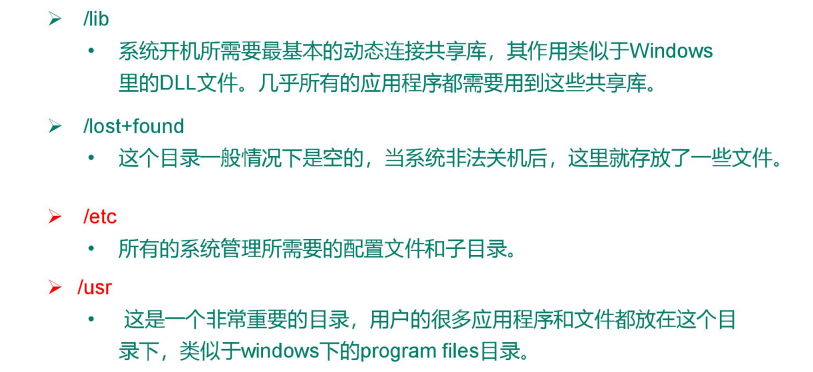 ➢ /lib
• 系统开机所需要最基本的动态连接共享库，其作用类似于Windows
里的DLL文件。几乎所有的应用程序都需要用到这些共享库。
➢ /lost+found
• 这个目录一般情况下是空的，当系统非法关机后，这里就存放了一些文件。
➢ /etc
• 所有的系统管理所需要的配置文件和子目录。
➢ /usr
• 这是一个非常重要的目录，用户的很多应用程序和文件都放在这个目
录下，类似于windows下的program files目录。